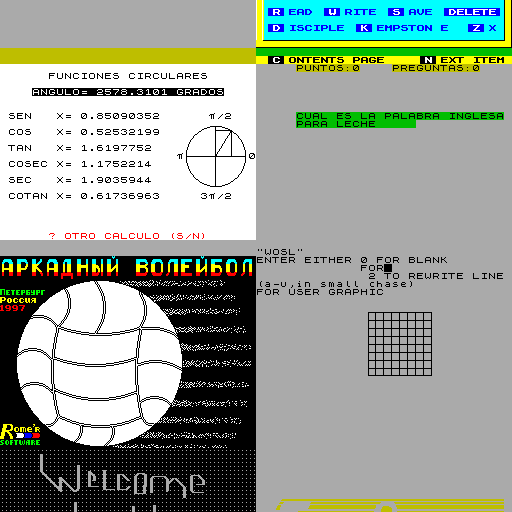 READ WRITE SAVE DELETE
DISCIPLE KEMPSTON E ZX
CONTENTS PAGE NEXT ITEM
PUNTOS:0 PREGUNTAS:0
CUAL ES LA PALABRA INGLESA
PARA LECHE
FUNCIONES CIRCULARES
ANGULO= 2578.3101 GRADOS
SEN X= 0.85090352
COS X= 0.52532199
TAN X= 1.6197752
COSEC X= 1.1752214
SEC X= 1.9035944
COTAN X= 0.61736963
π/2
π
0
3π/2
? OTRO CALCULO (S/N)
"WOSL"
ENTER EITHER 0 FOR BLANK
FOR
2 TO REWRITE LINE
(a-u,in small chase)
FOR USER GRAPHIC
АРКАДНЫЙ ВОЛЕЙБОЛ
Петербург
Россия
1997
Rome'r
SOFTWARE
Welcome